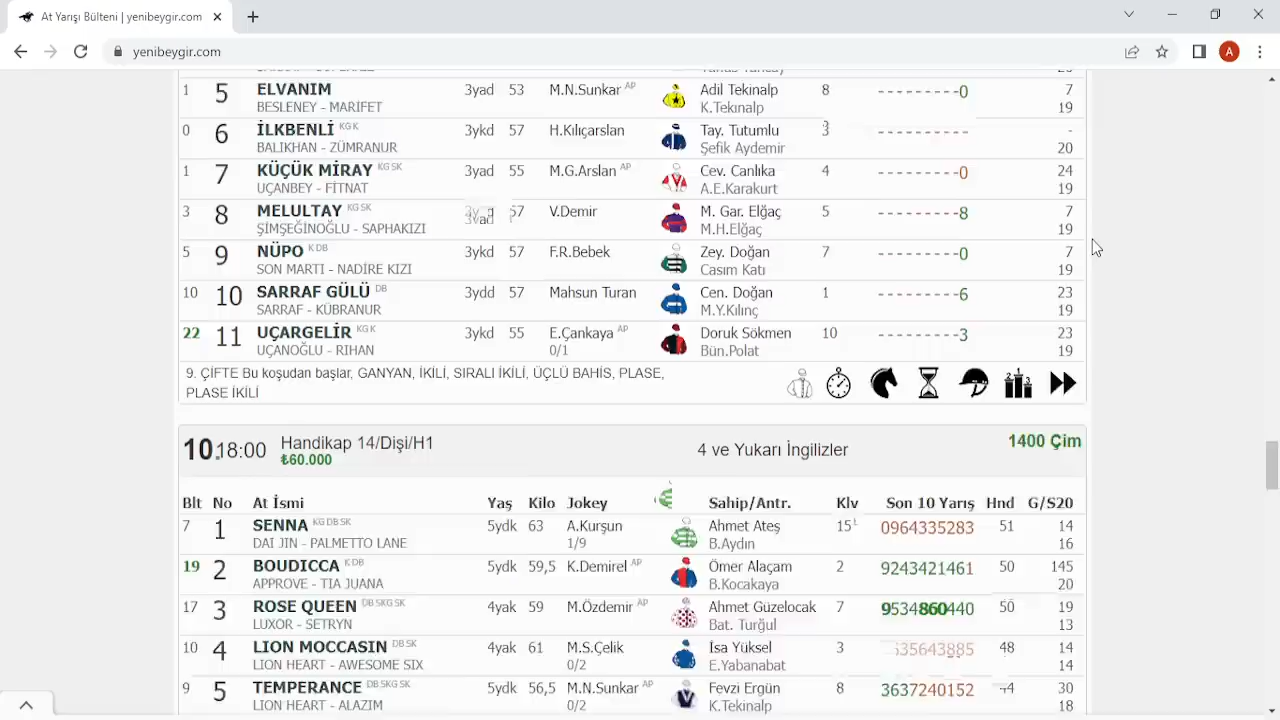 At Yarışı Bülteni | yenibeygir.com
yenibeygir.com
A
1 5 ELVANIM 3yad 53 M.N.Sunkar AP Adil Tekinalp 8 ---------0 7
BESLENEY - MARİFET K.Tekinalp 19
0 6 İLKBENLİ KG K 3ykd 57 H.Kılıçarslan Tay. Tutumlu 3 ---------- -
BALIKHAN - ZÜMRANUR Şefik Aydemir 20
1 7 KÜÇÜK MİRAY KG SK 3yad 55 M.G.Arslan AP Cev. Canlıka 4 ---------0 24
UÇANBEY - FİTNAT A.E.Karakurt 19
3 8 MELULTAY KG SK 3yad 57 V.Demir M. Gar. Elğaç 5 ---------8 7
ŞİMŞEĞİNOĞLU - SAPHAKIZI M.H.Elğaç 19
5 9 NÜPO K DB 3ykd 57 F.R.Bebek Zey. Doğan 7 ---------0 7
SON MARTI - NADİRE KIZI Casım Katı 19
10 10 SARRAF GÜLÜ DB 3ydd 57 Mahsun Turan Cen. Doğan 1 ---------6 23
SARRAF - KÜBRANUR M.Y.Kılınç 19
22 11 UÇARGELİR KG K 3ykd 55 E.Çankaya AP Doruk Sökmen 10 ---------3 23
UÇANOĞLU - RIHAN 0/1 Bün.Polat 19
9. ÇİFTE Bu koşudan başlar, GANYAN, İKİLİ, SIRALI İKİLİ, ÜÇLÜ BAHİS, PLASE,
PLASE İKİLİ
10. 18:00 Handikap 14/Dişi/H1 4 ve Yukarı İngilizler 1400 Çim
₺60.000
Blt No At İsmi Yaş Kilo Jokey Sahip/Antr. Klv Son 10 Yarış Hnd G/S20
7 1 SENNA KG DB SK 5ydk 63 A.Kurşun Ahmet Ateş 15 0964335283 51 14
DAI JIN - PALMETTO LANE 1/9 B.Aydın 16
19 2 BOUDICCA K DB 5ydk 59,5 K.Demirel AP Ömer Alaçam 2 9243421461 50 145
APPROVE - TIA JUANA B.Kocakaya 20
17 3 ROSE QUEEN DB SKG SK 4yak 59 M.Özdemir AP Ahmet Güzelocak 7 9534860440 50 19
LUXOR - SETRYN Bat. Turğul 13
10 4 LION MOCCASIN DB SK 4yak 61 M.S.Çelik İsa Yüksel 3 635643885 48 14
LION HEART - AWESOME SIX 0/2 E.Yabanabat 14
9 5 TEMPERANCE DB SKG SK 5ydk 56,5 M.N.Sunkar AP Fevzi Ergün 8 3637240152 30
LION HEART - ALAZIM 0/2 K.Tekinalp 18